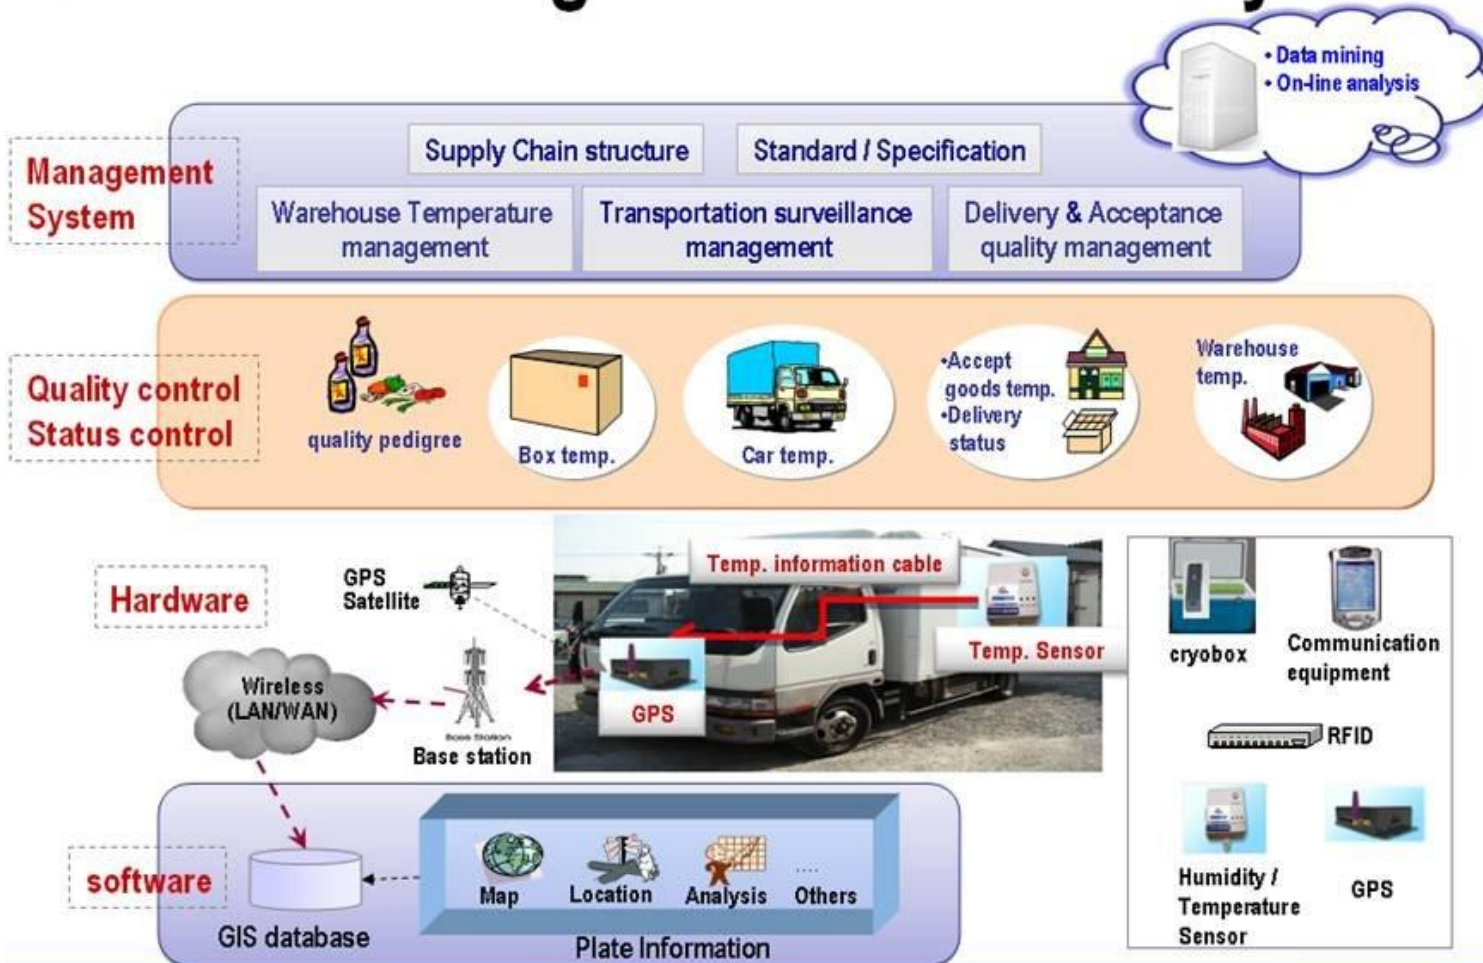 • Data mining
• On-line analysis
Management
System
Supply Chain structure
Standard / Specification
Warehouse Temperature
management
Transportation surveillance
management
Delivery & Acceptance
quality management
Quality control
Status control
quality pedigree
Box temp.
Car temp.
•Accept
goods temp.
•Delivery
status
Warehouse
temp.
Hardware
GPS
Satellite
Wireless
(LAN/WAN)
Base Station
Base station
Temp. information cable
Temp. Sensor
GPS
cryobox
Communication
equipment
RFID
Humidity /
Temperature
Sensor
GPS
software
GIS database
Map
Location
Analysis
....
Others
Plate Information